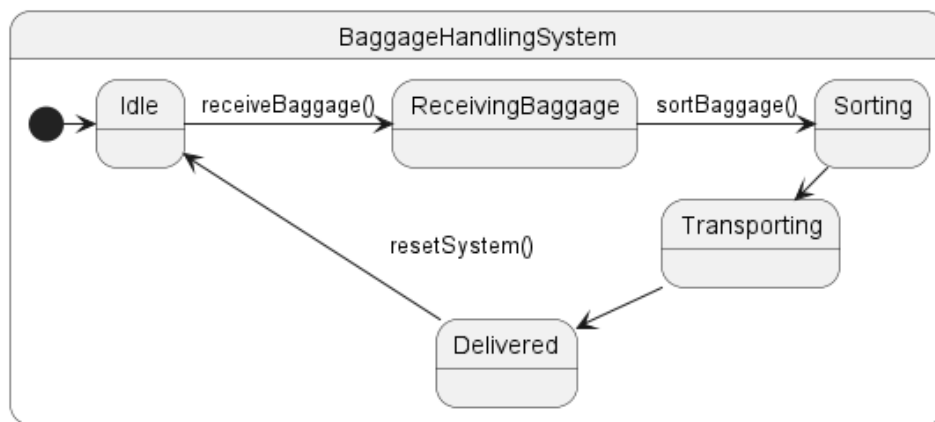 BaggageHandlingSystem
Idle
receiveBaggage()
ReceivingBaggage
sortBaggage()
Sorting
Transporting
resetSystem()
Delivered